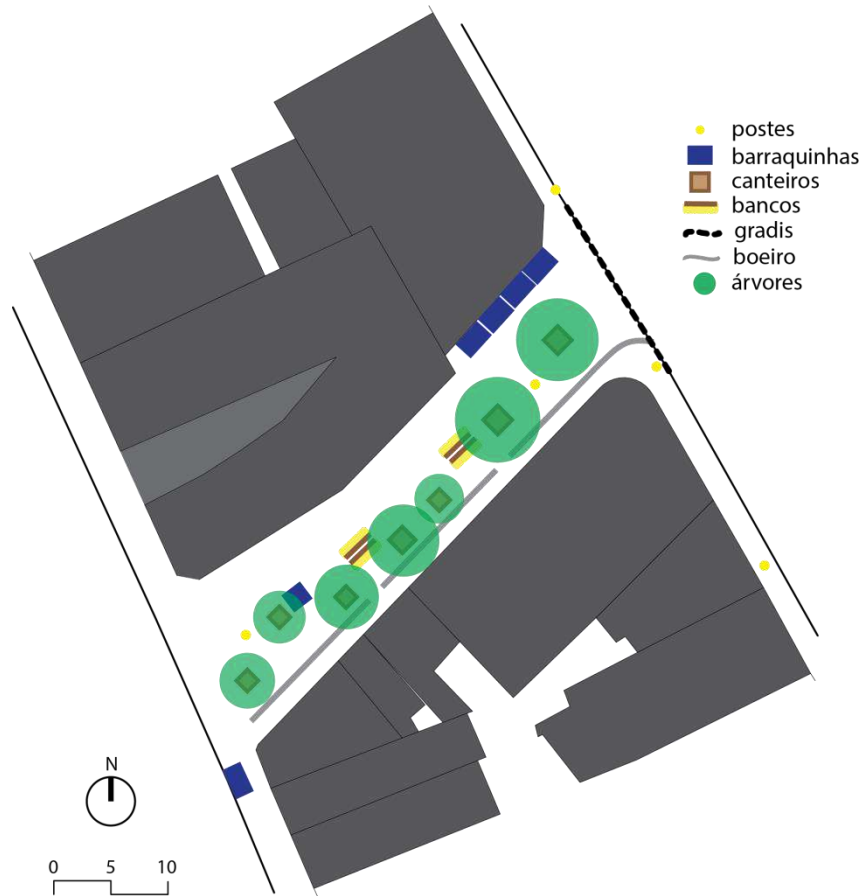 postes
barraquinhas
canteiros
bancos
gradis
boeiro
árvores
N
0 5 10